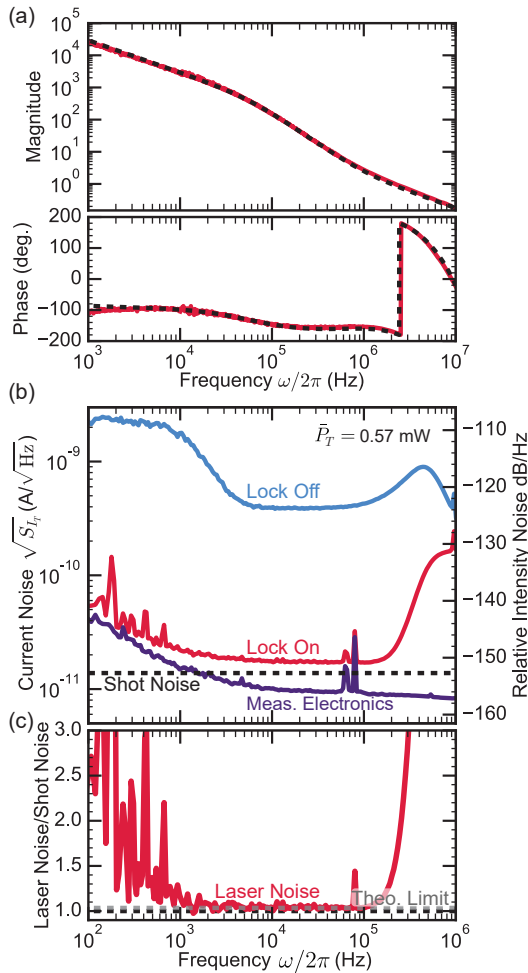 (a)
10^5
10^4
10^3
10^2
10^1
10^0
Magnitude
200
100
0
−100
−200
Phase (deg.)
10^3 10^4 10^5 10^6 10^7
Frequency ω/2π (Hz)
(b)
P̄_T = 0.57 mW
10^-9
10^-10
10^-11
Current Noise √S_{I_T} (A/√Hz)
−110
−120
−130
−140
−150
−160
Relative Intensity Noise dB/Hz
Lock Off
Lock On
Shot Noise
Meas. Electronics
(c)
3.0
2.5
2.0
1.5
1.0
Laser Noise/Shot Noise
Laser Noise
Theo. Limit
10^2 10^3 10^4 10^5 10^6
Frequency ω/2π (Hz)